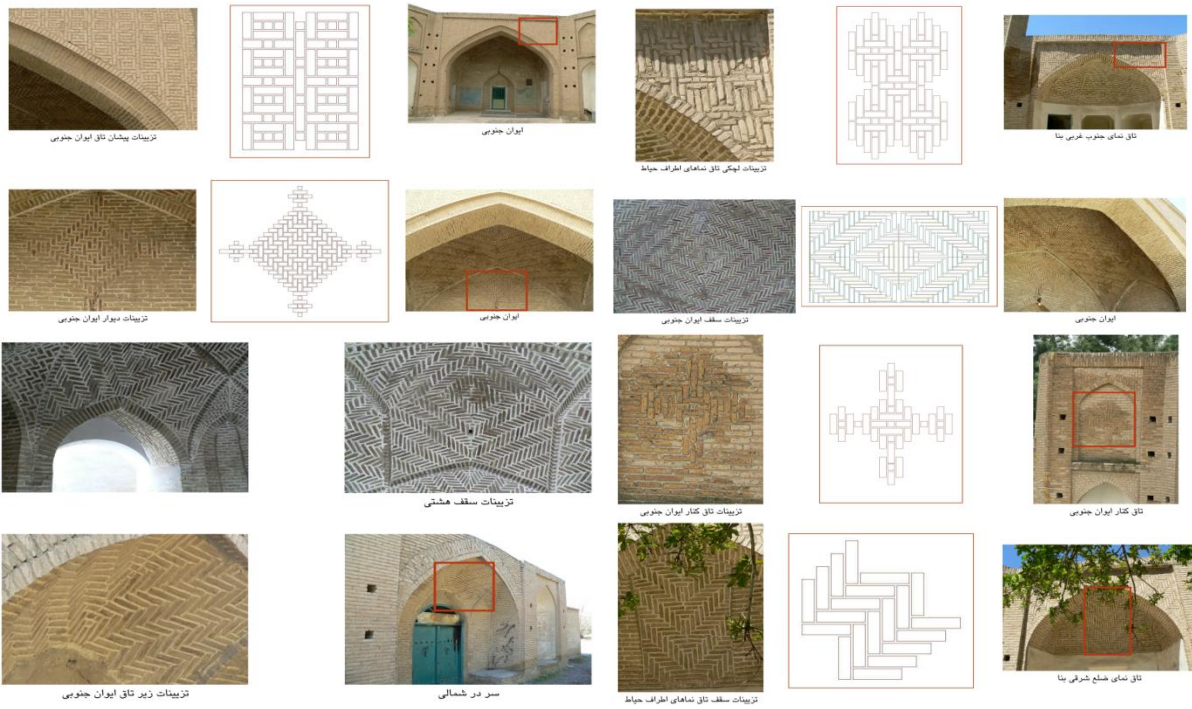 تزیینات پیشان تاق ایوان جنوبی
ایوان جنوبی
تزیینات لچکی تاق نماهای اطراف حیاط
تاق نمای جنوب غربی بنا
تزیینات دیوار ایوان جنوبی
ایوان جنوبی
تزیینات سقف ایوان جنوبی
ایوان جنوبی
تزیینات سقف هشتی
تزیینات تاق کنار ایوان جنوبی
تاق کنار ایوان جنوبی
تزیینات زیر تاق ایوان جنوبی
سر در شمالی
تزیینات سقف تاق نماهای اطراف حیاط
تاق نمای ضلع شرقی بنا